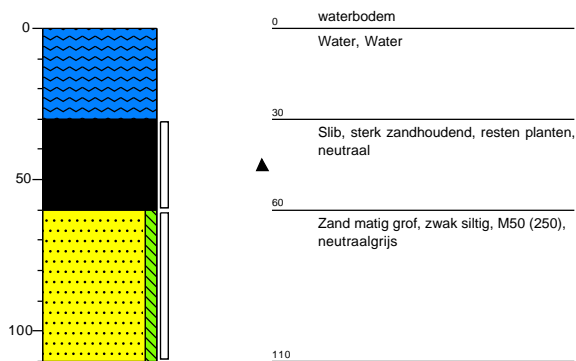 0
50
100
0
waterbodem
Water, Water
30
Slib, sterk zandhoudend, resten planten,
neutraal
60
Zand matig grof, zwak siltig, M50 (250),
neutraalgrijs
110